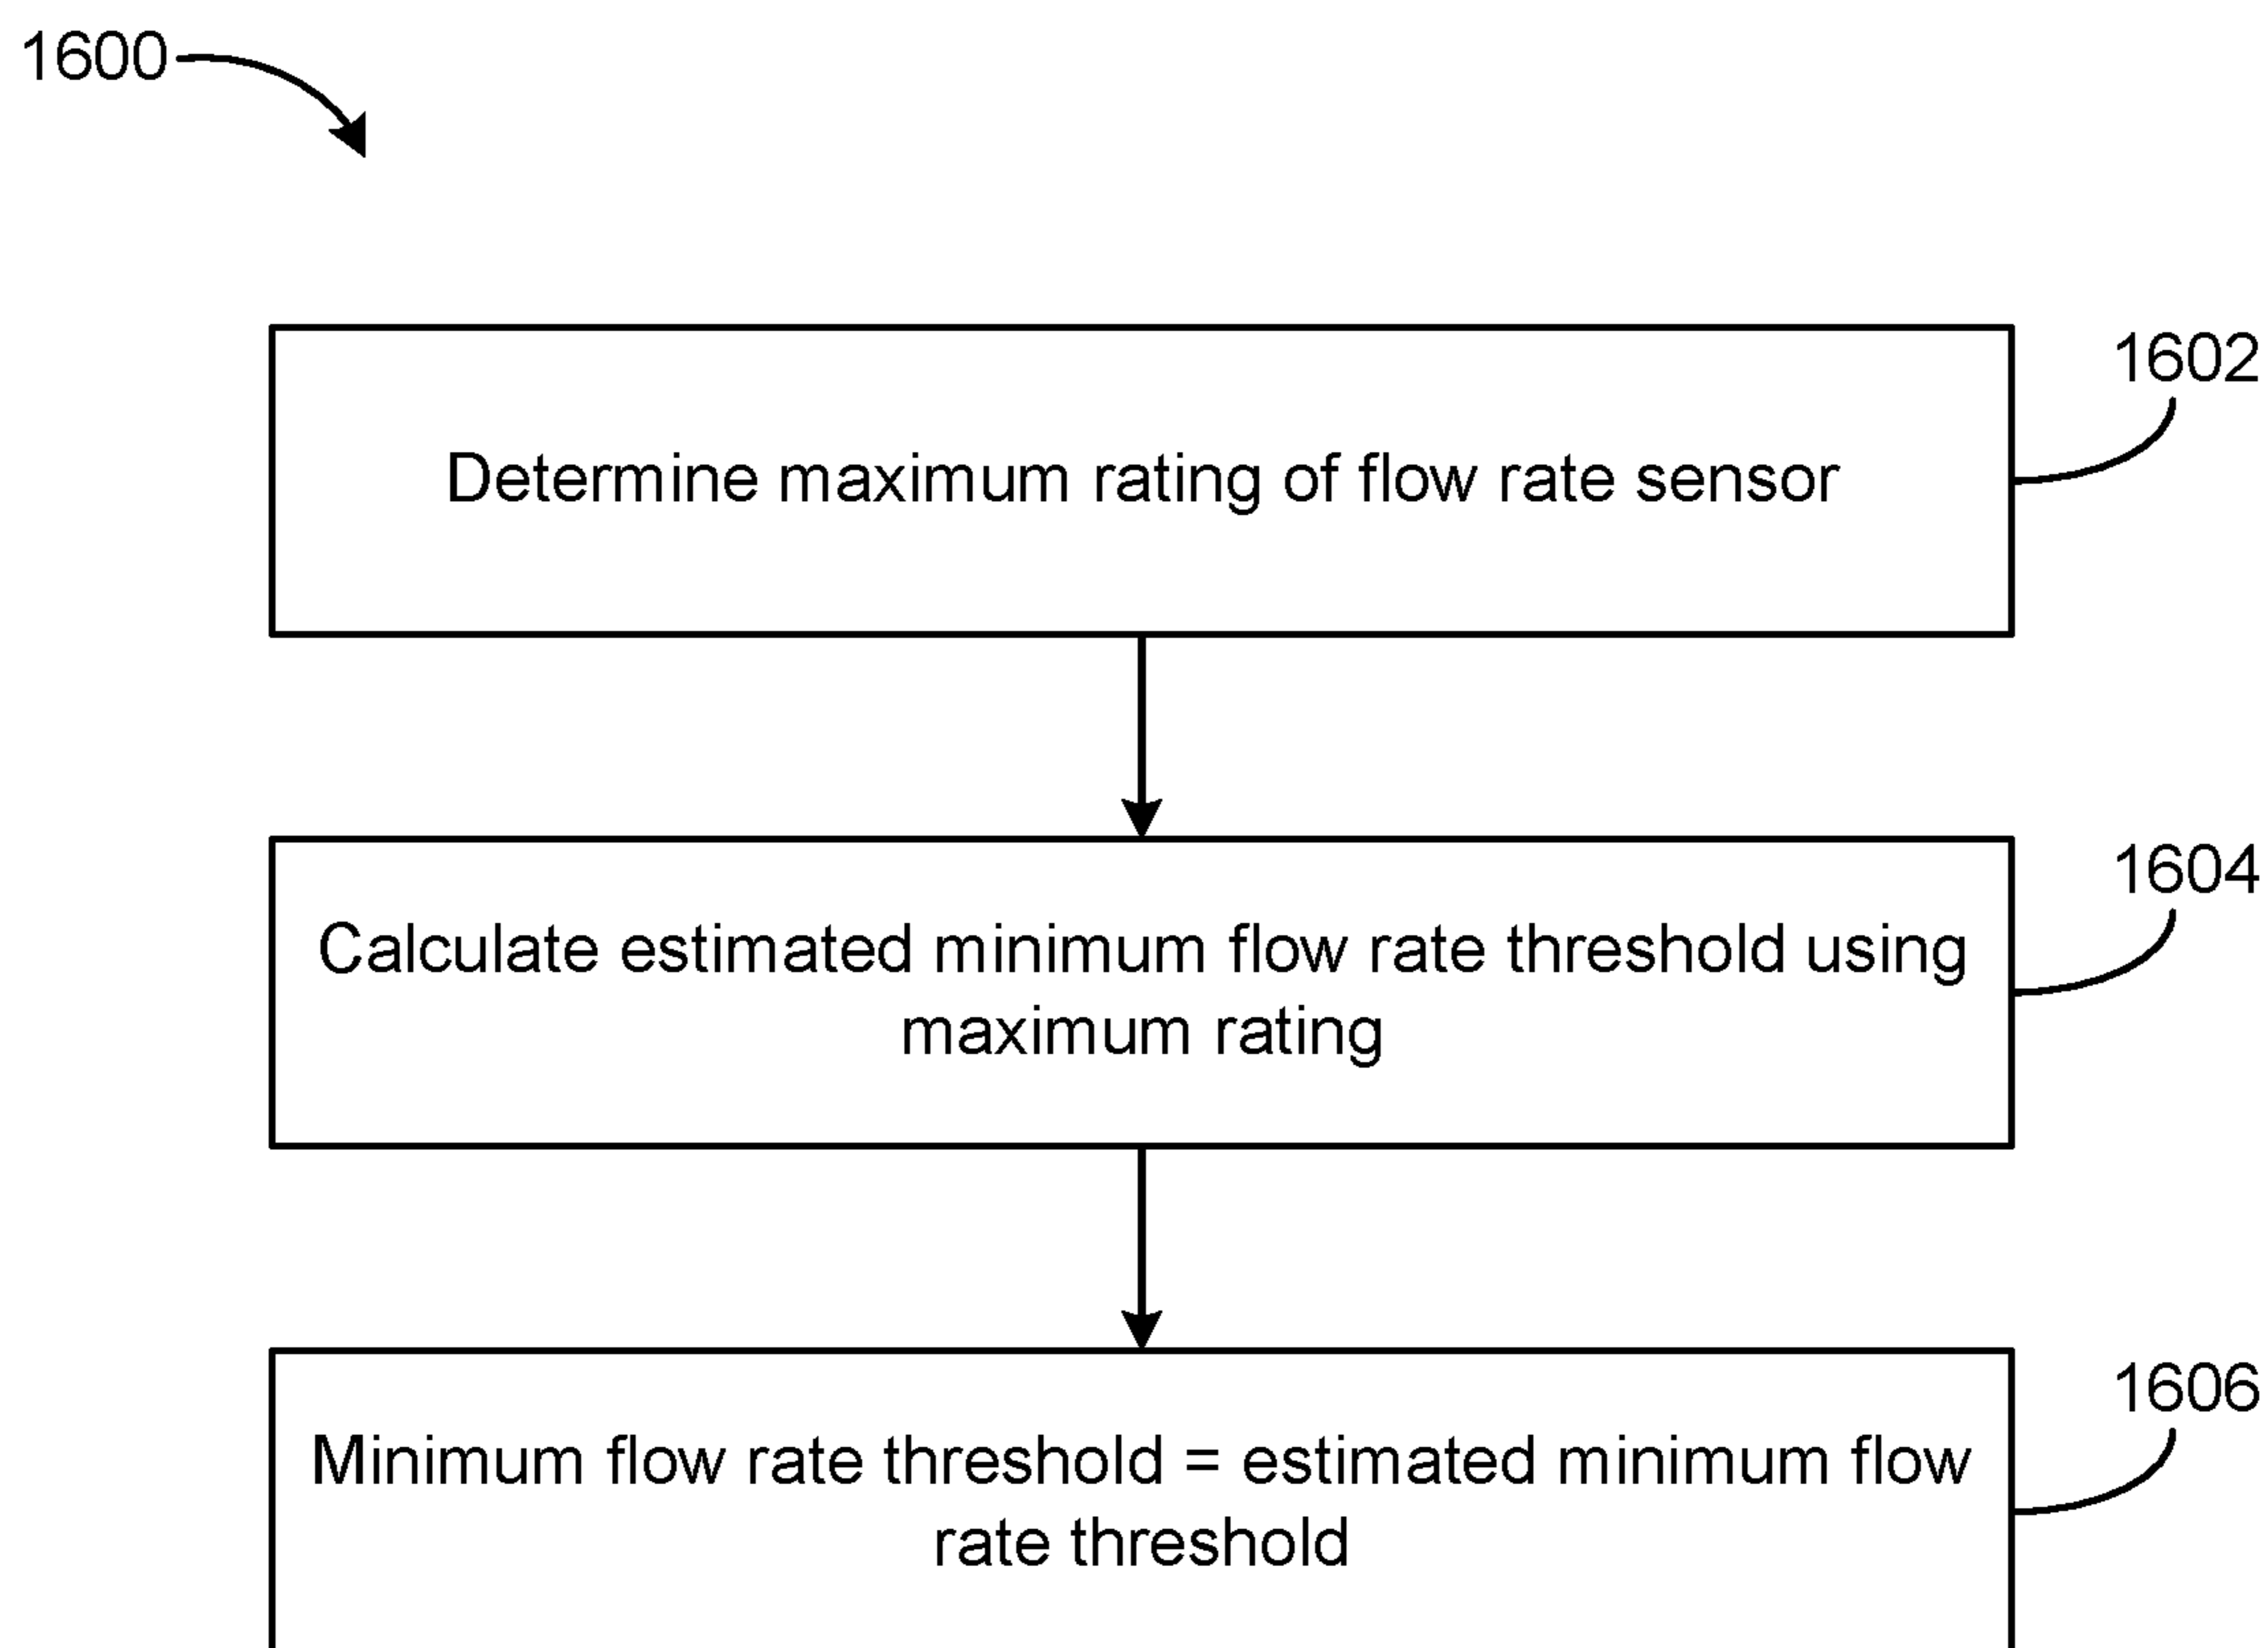 1600
1602
Determine maximum rating of flow rate sensor
1604
Calculate estimated minimum flow rate threshold using
maximum rating
1606
Minimum flow rate threshold = estimated minimum flow
rate threshold